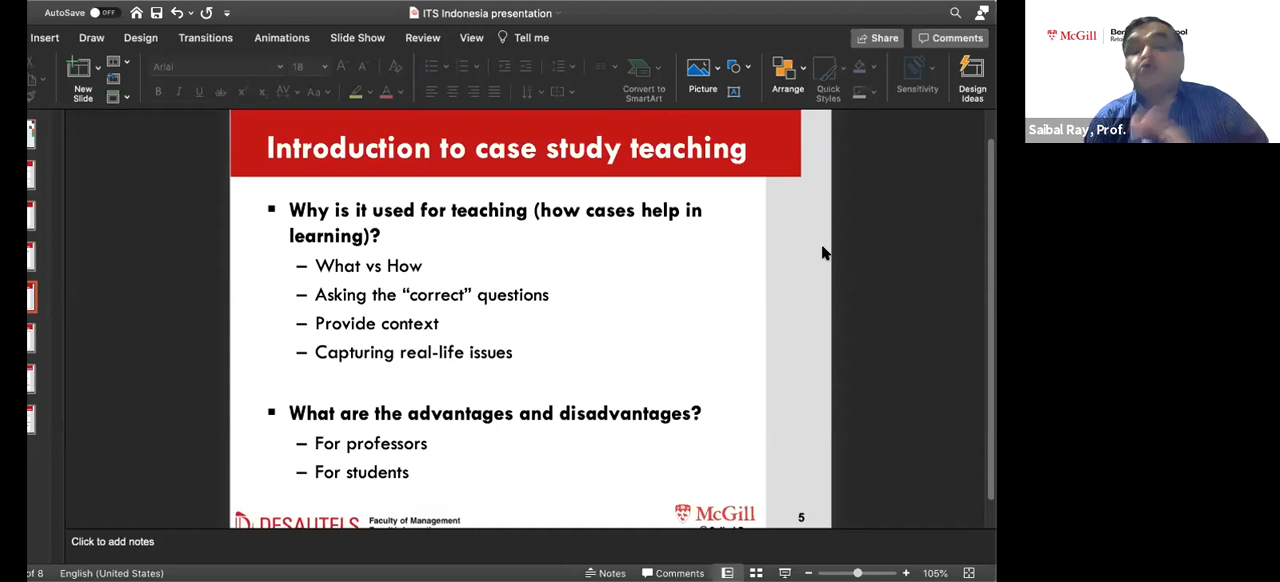 AutoSave OFF
ITS Indonesia presentation
Insert Draw Design Transitions Animations Slide Show Review View Tell me Share Comments
Arial 18
New Slide
B I U ab AV Aa A
Convert to SmartArt
Picture
Arrange
Quick Styles
Sensitivity
Design Ideas
McGill
Saibal Ray, Prof.
Introduction to case study teaching
Why is it used for teaching (how cases help in
learning)?
– What vs How
– Asking the “correct” questions
– Provide context
– Capturing real-life issues
What are the advantages and disadvantages?
– For professors
– For students
DESAUTELS Faculty of Management
McGill
5
Click to add notes
of 8 English (United States) Notes Comments 105%